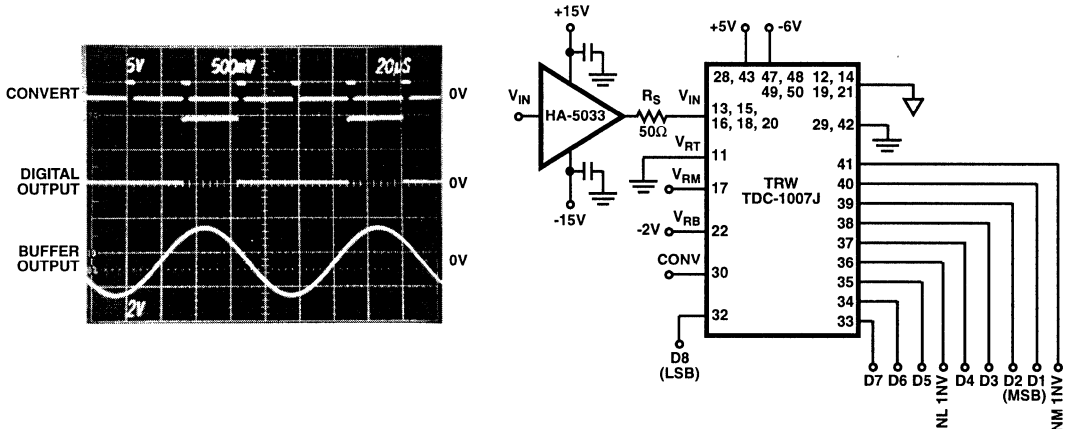 5V 500mV 20µS
CONVERT 0V
DIGITAL
OUTPUT 0V
BUFFER
OUTPUT 0V
2V
+15V
VIN
HA-5033
-15V
RS
50Ω
+5V -6V
28, 43 47, 48
49, 50
12, 14
19, 21
VIN
13, 15,
16, 18, 20
29, 42
VRT
11
VRM
17
VRB
-2V 22
CONV
30
32
D8
(LSB)
TRW
TDC-1007J
41
40
39
38
37
36
35
34
33
D7 D6 D5 NL 1NV D4 D3 D2 D1 NM 1NV
(MSB)